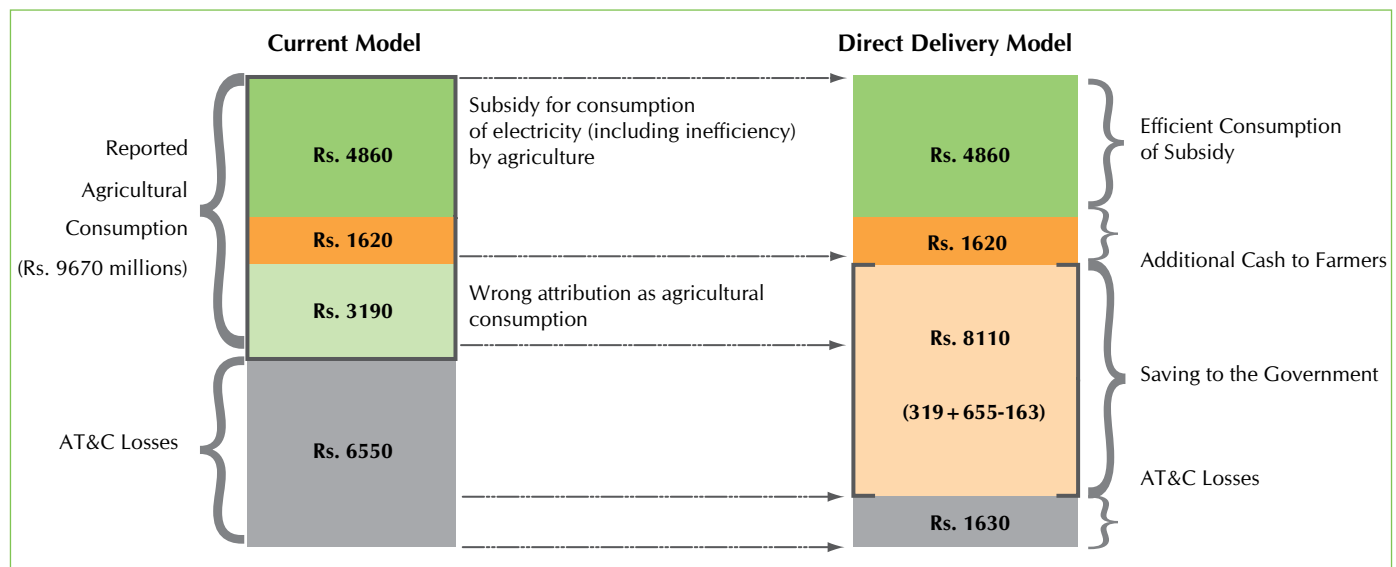 Current Model
Direct Delivery Model
Reported
Agricultural
Consumption
(Rs. 9670 millions)
AT&C Losses
Rs. 4860
Rs. 1620
Rs. 3190
Rs. 6550
Subsidy for consumption
of electricity (including inefficiency)
by agriculture
Wrong attribution as agricultural
consumption
Rs. 4860
Rs. 1620
Rs. 8110
(319+655-163)
Rs. 1630
Efficient Consumption
of Subsidy
Additional Cash to Farmers
Saving to the Government
AT&C Losses